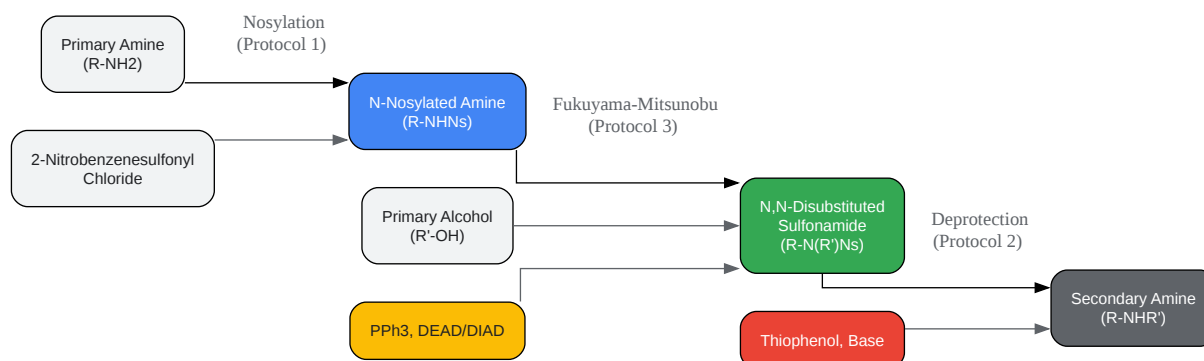 Nosylation
(Protocol 1)
Primary Amine
(R-NH2)
N-Nosylated Amine
(R-NHNs)
Fukuyama-Mitsunobu
(Protocol 3)
2-Nitrobenzenesulfonyl
Chloride
Primary Alcohol
(R'-OH)
N,N-Disubstituted
Sulfonamide
(R-N(R')Ns)
Deprotection
(Protocol 2)
PPh3, DEAD/DIAD
Thiophenol, Base
Secondary Amine
(R-NHR')